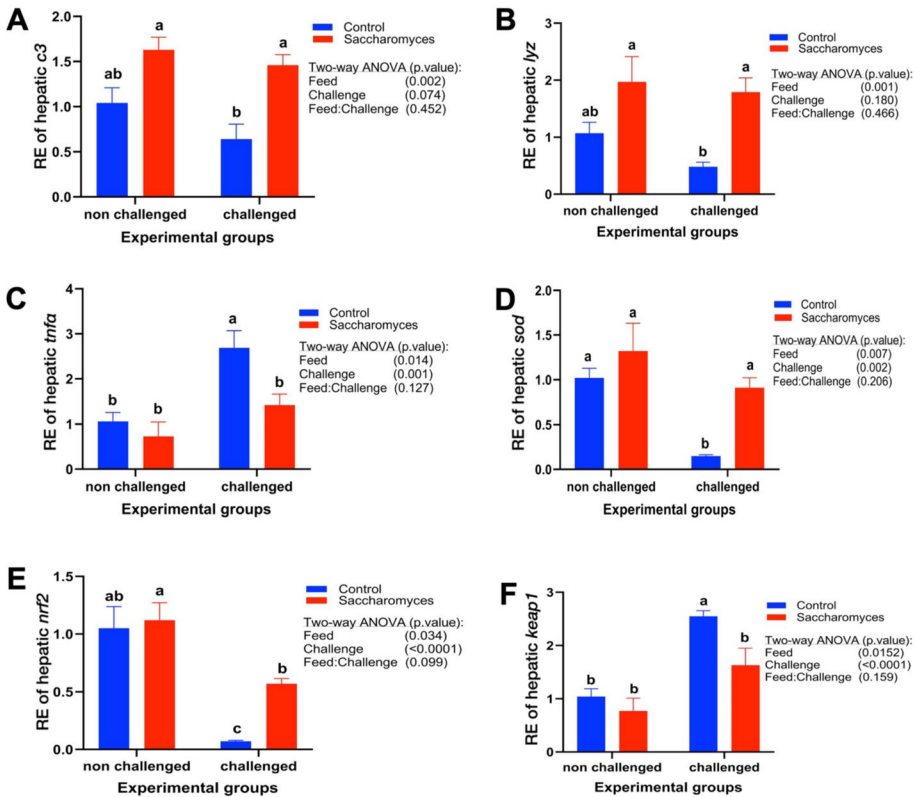 A
RE of hepatic c3
2.0
1.5
1.0
0.5
0.0
ab
a
b
a
non challenged
challenged
Experimental groups
Control
Saccharomyces
Two-way ANOVA (p.value):
Feed (0.002)
Challenge (0.074)
Feed:Challenge (0.452)
B
RE of hepatic lyz
3
2
1
0
ab
a
b
a
non challenged
challenged
Experimental groups
Control
Saccharomyces
Two-way ANOVA (p.value):
Feed (0.001)
Challenge (0.180)
Feed:Challenge (0.466)
C
RE of hepatic tnfα
4
3
2
1
0
b
b
a
b
non challenged
challenged
Experimental groups
Control
Saccharomyces
Two-way ANOVA (p.value):
Feed (0.014)
Challenge (0.001)
Feed:Challenge (0.127)
D
RE of hepatic sod
2.0
1.5
1.0
0.5
0.0
a
a
b
a
non challenged
challenged
Experimental groups
Control
Saccharomyces
Two-way ANOVA (p.value):
Feed (0.007)
Challenge (0.002)
Feed:Challenge (0.206)
E
RE of hepatic nrf2
1.5
1.0
0.5
0.0
ab
a
c
b
non challenged
challenged
Experimental groups
Control
Saccharomyces
Two-way ANOVA (p.value):
Feed (0.034)
Challenge (<0.0001)
Feed:Challenge (0.099)
F
RE of hepatic keap1
3
2
1
0
b
b
a
b
non challenged
challenged
Experimental groups
Control
Saccharomyces
Two-way ANOVA (p.value):
Feed (0.0152)
Challenge (<0.0001)
Feed:Challenge (0.159)